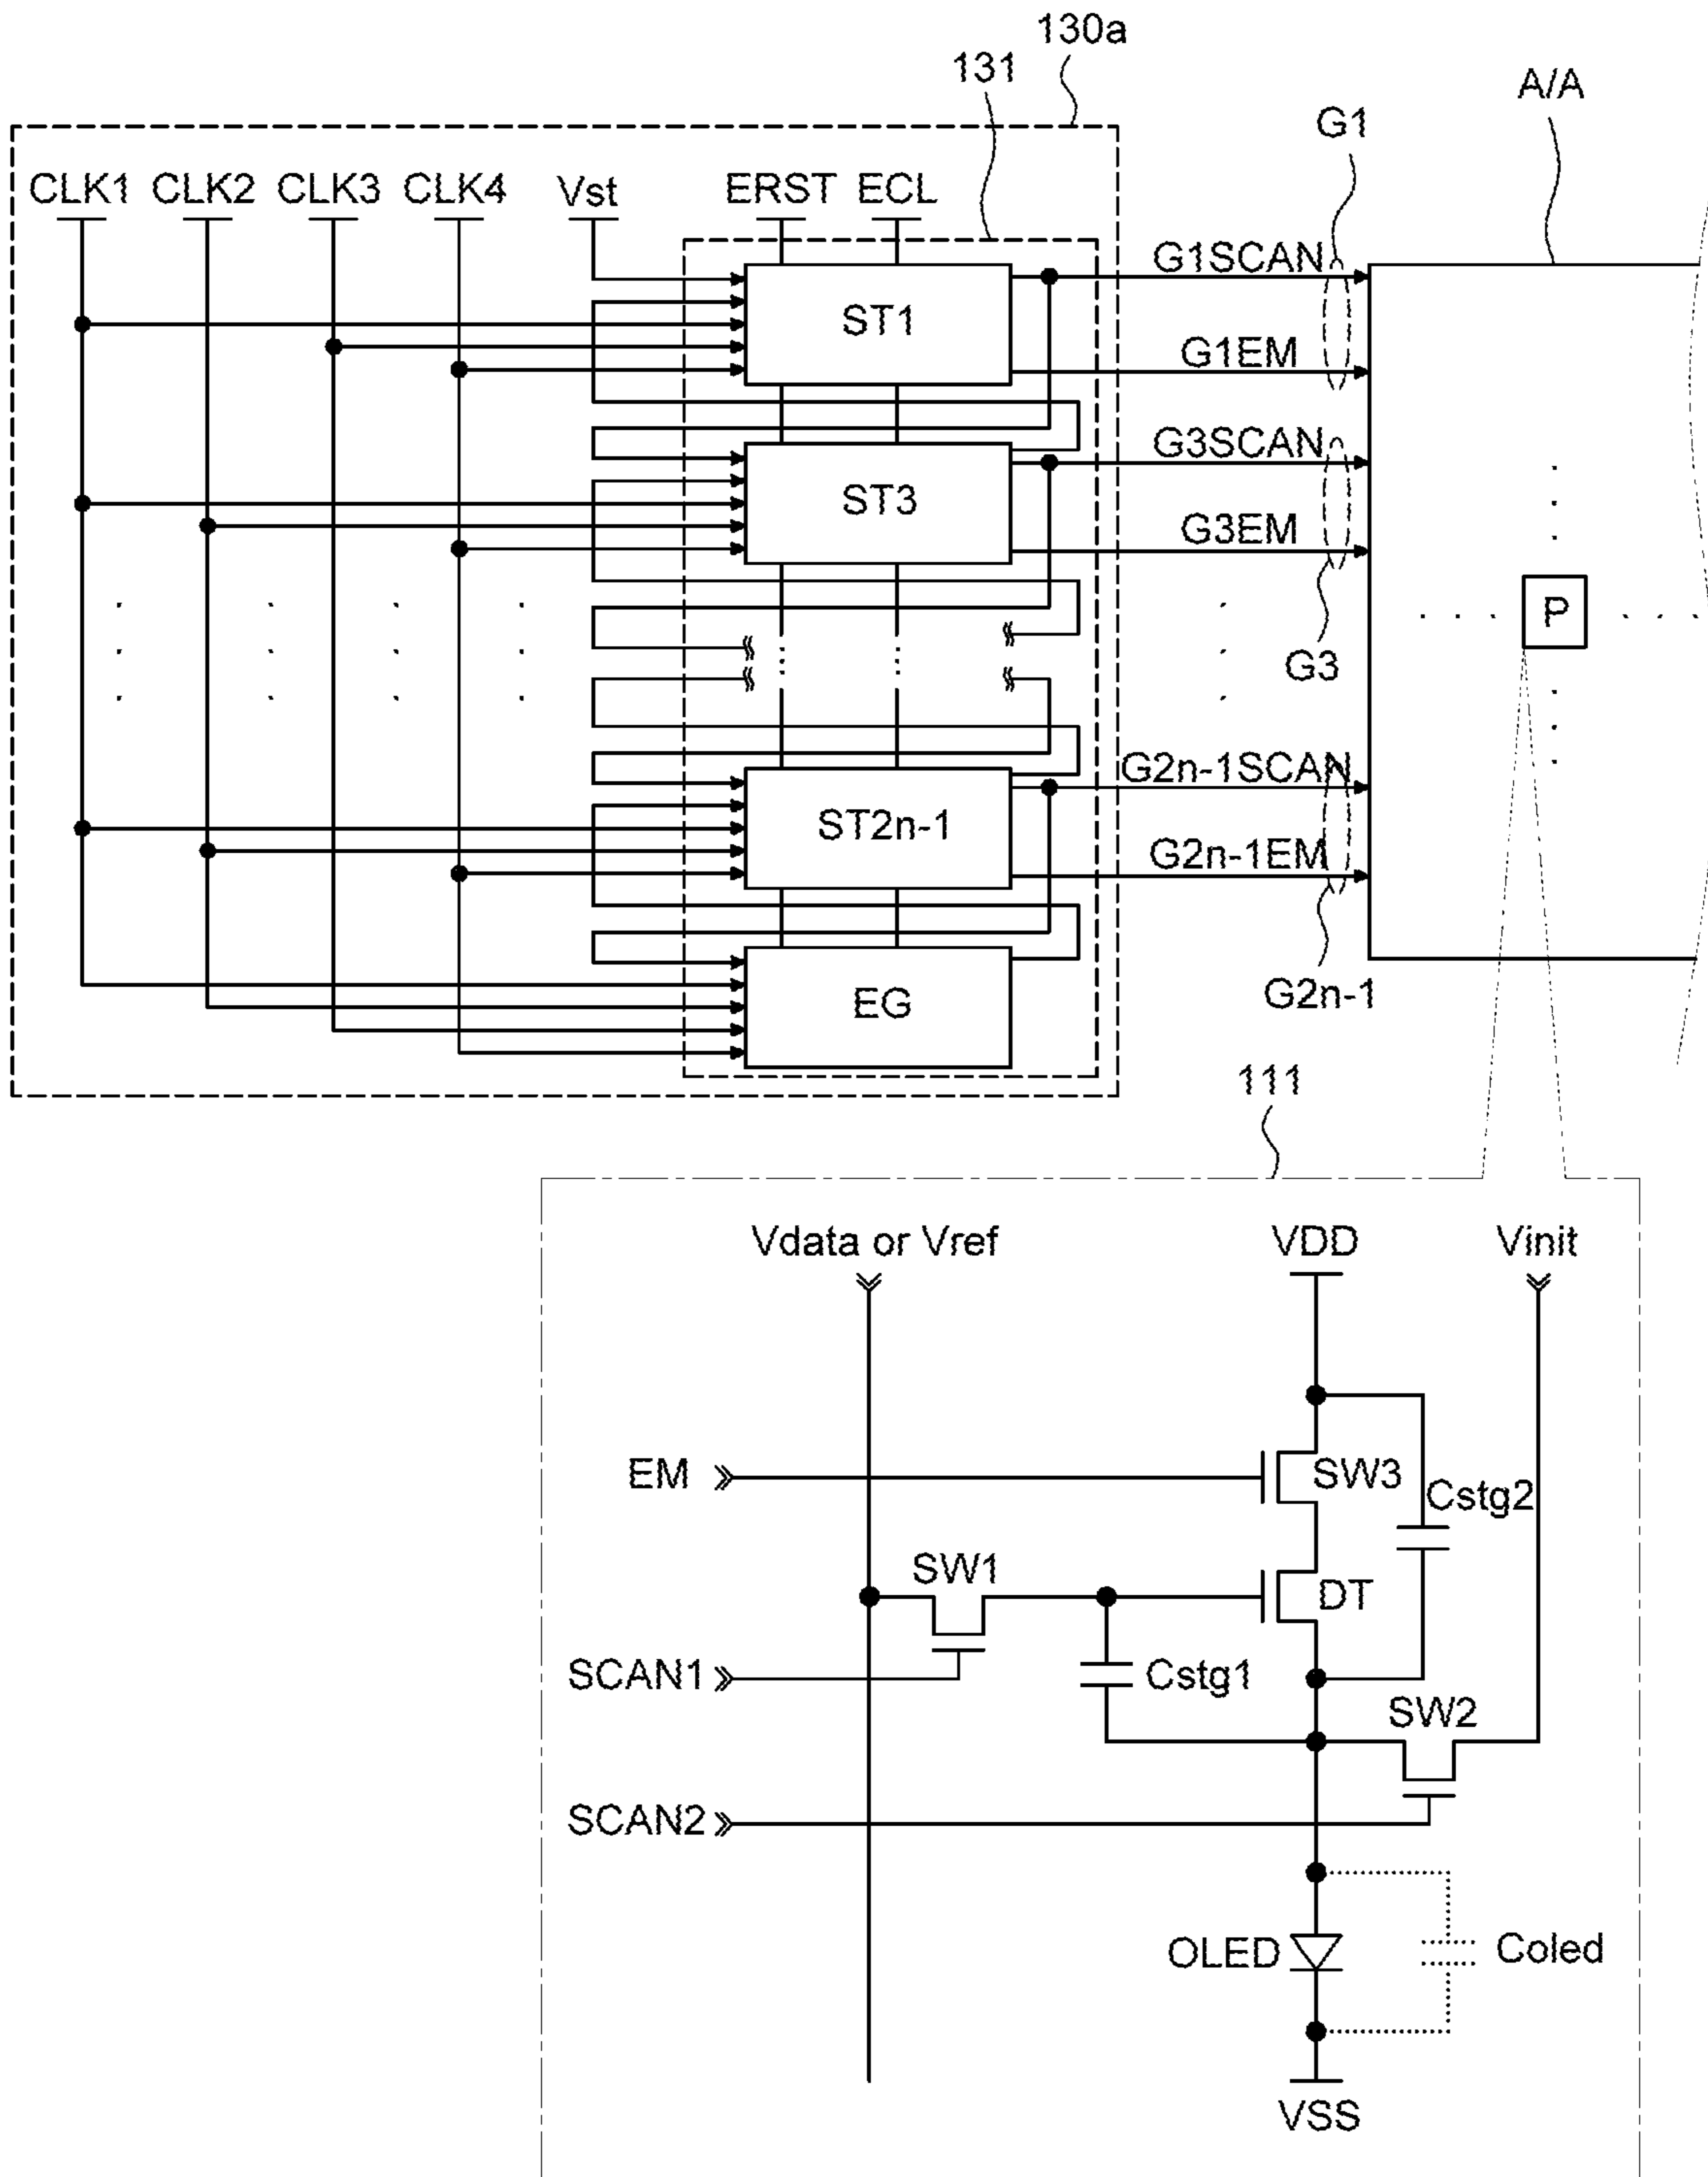 130a
131
A/A
G1
CLK1 CLK2 CLK3 CLK4 Vst ERST ECL
G1SCAN
ST1
G1EM
G3SCAN
ST3
G3EM
P
G3
G2n-1SCAN
ST2n-1
G2n-1EM
EG
G2n-1
111
Vdata or Vref VDD Vinit
EM SW3
Cstg2
SW1
DT
SCAN1 Cstg1
SW2
SCAN2
OLED Coled
VSS